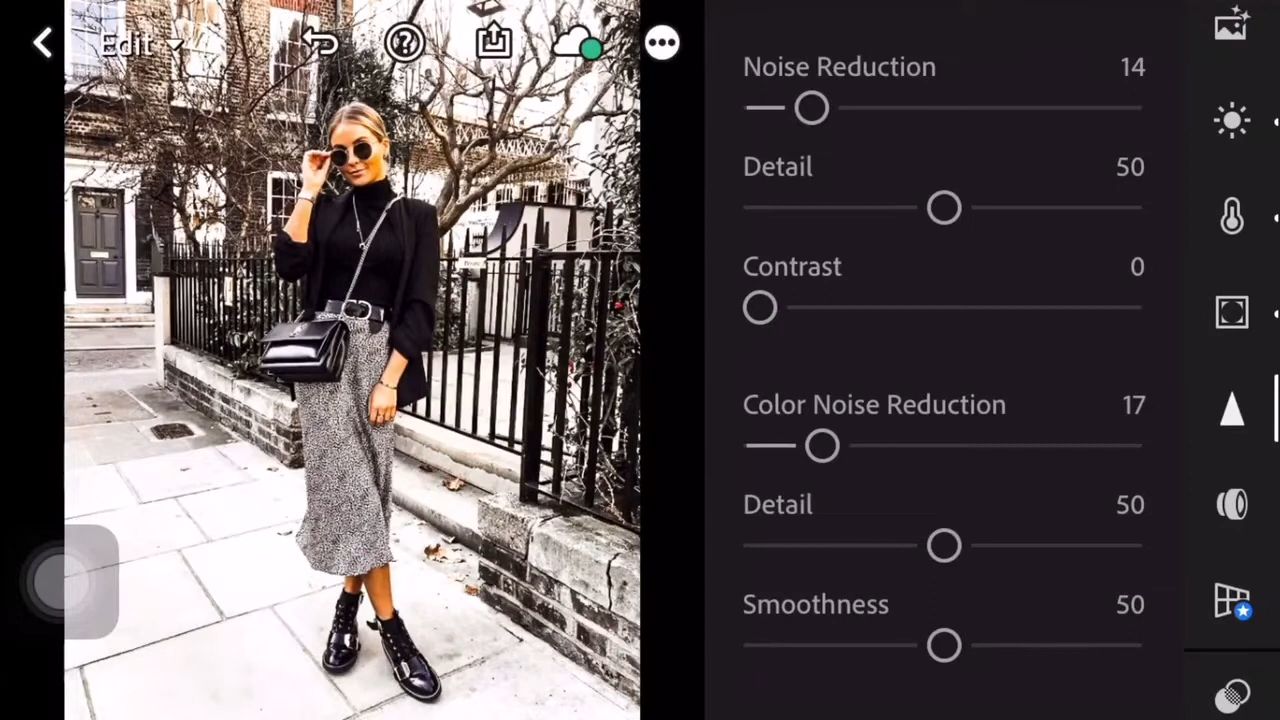 Edit
Noise Reduction 14
Detail 50
Contrast 0
Color Noise Reduction 17
Detail 50
Smoothness 50